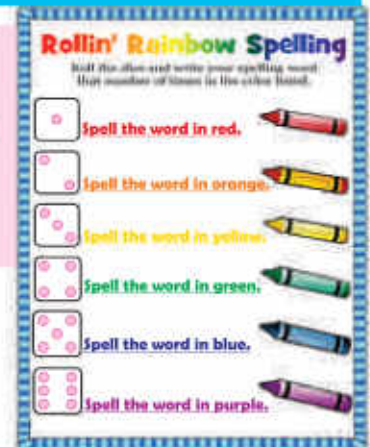 Rollin' Rainbow Spelling
Roll the dice and write your spelling word
that number of times in the color listed.
Spell the word in red.
Spell the word in orange.
Spell the word in yellow.
Spell the word in green.
Spell the word in blue.
Spell the word in purple.